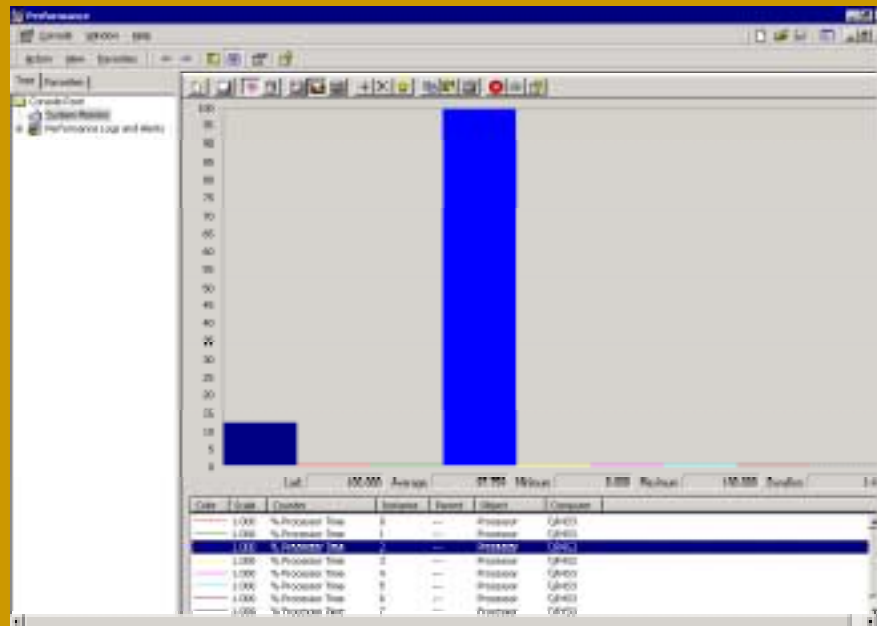 Performance
Console Window Help
Action View Favorites
Tree Favorites
Console Root
System Monitor
Performance Logs and Alerts
100
95
90
85
80
75
70
65
60
55
50
45
40
35
30
25
20
15
10
5
0
Last 100.000 Average Minimum 0.000 Maximum 100.000 Duration
Color Scale Counter Instance Parent Object Computer
1.000 % Processor Time 0 --- Processor
1.000 % Processor Time 1 --- Processor
1.000 % Processor Time 2 --- Processor
1.000 % Processor Time 3 --- Processor
1.000 % Processor Time 4 --- Processor
1.000 % Processor Time 5 --- Processor
1.000 % Processor Time 6 --- Processor
1.000 % Processor Time 7 --- Processor